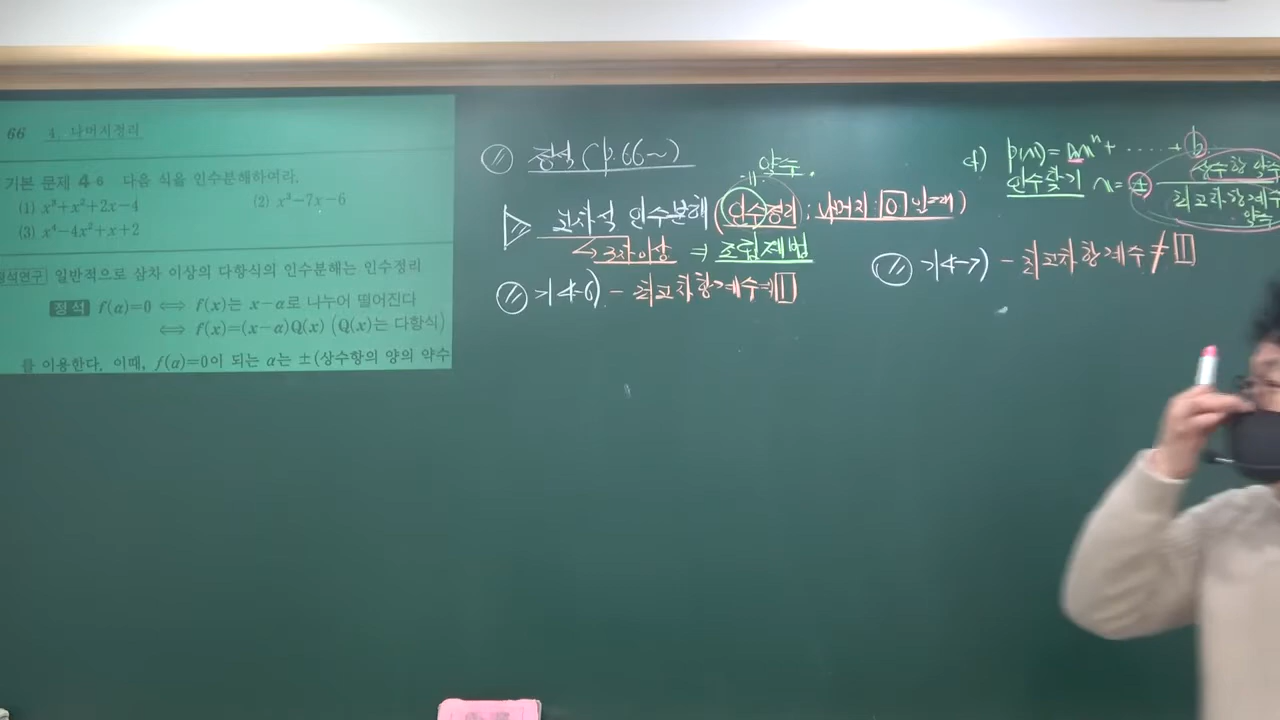 66 4. 나머지정리
기본 문제 4 6 다음 식을 인수분해하여라.
(1) x³+x²+2x−4 (2) x³−7x−6
(3) x⁴−4x²+x+2
정석연구 일반적으로 삼차 이상의 다항식의 인수분해는 인수정리
정석 f(α)=0 ⟺ f(x)는 x−α로 나누어 떨어진다
⟺ f(x)=(x−α)Q(x) (Q(x)는 다항식)
를 이용한다. 이때, f(α)=0이 되는 α는 ±(상수항의 양의 약수
정석 (p.66~)
약수
고차식 인수분해 (인수정리 : 나머지 : 0 인
3차이상 ⇒ 조립제법
기4-6) - 최고차항계수=1
기4-7) - 최고차항계수≠1
d) P(x)=axⁿ+ ······ b
인수찾기 x=± 상수항 약수
최고차항계수
약수